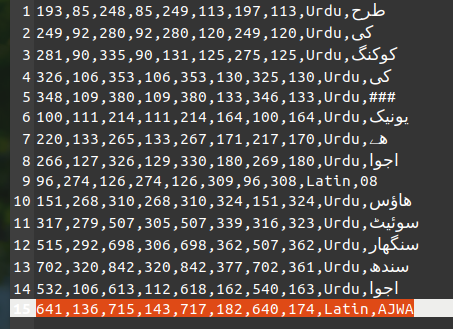 1 193,85,248,85,249,113,197,113,Urdu,طرح
2 249,92,280,92,280,120,249,120,Urdu,کی
3 281,90,335,90,131,125,275,125,Urdu,کوکنگ
4 326,106,353,106,353,130,325,130,Urdu,کی
5 348,109,380,109,380,133,346,133,Urdu,###
6 100,111,214,111,214,164,100,164,Urdu,یونیک
7 220,133,265,133,267,171,217,170,Urdu,ھے
8 266,127,326,129,330,180,269,180,Urdu,اجوا
9 96,274,126,274,126,309,96,308,Latin,08
10 151,268,310,268,310,324,151,324,Urdu,ھاؤس
11 317,279,507,305,507,339,316,323,Urdu,سوئیٹ
12 515,292,698,306,698,362,507,362,Urdu,سنگھار
13 702,320,842,320,842,377,702,361,Urdu,سندھ
14 532,106,613,112,618,162,540,163,Urdu,اجوا
15 641,136,715,143,717,182,640,174,Latin,AJWA